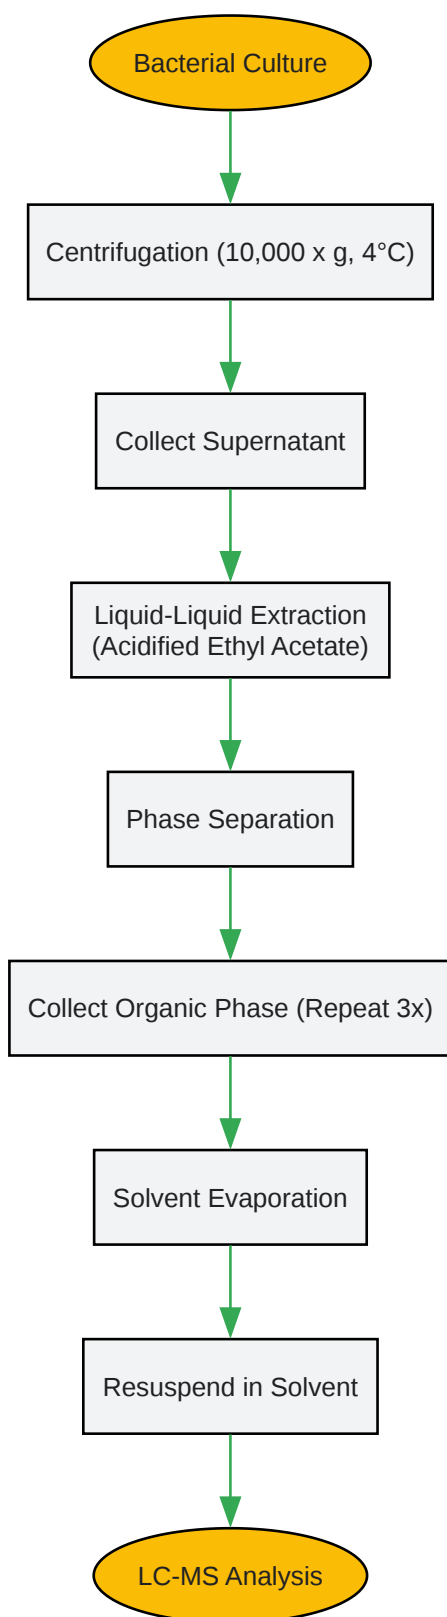 Bacterial Culture
Centrifugation (10,000 x g, 4°C)
Collect Supernatant
Liquid-Liquid Extraction
(Acidified Ethyl Acetate)
Phase Separation
Collect Organic Phase (Repeat 3x)
Solvent Evaporation
Resuspend in Solvent
LC-MS Analysis